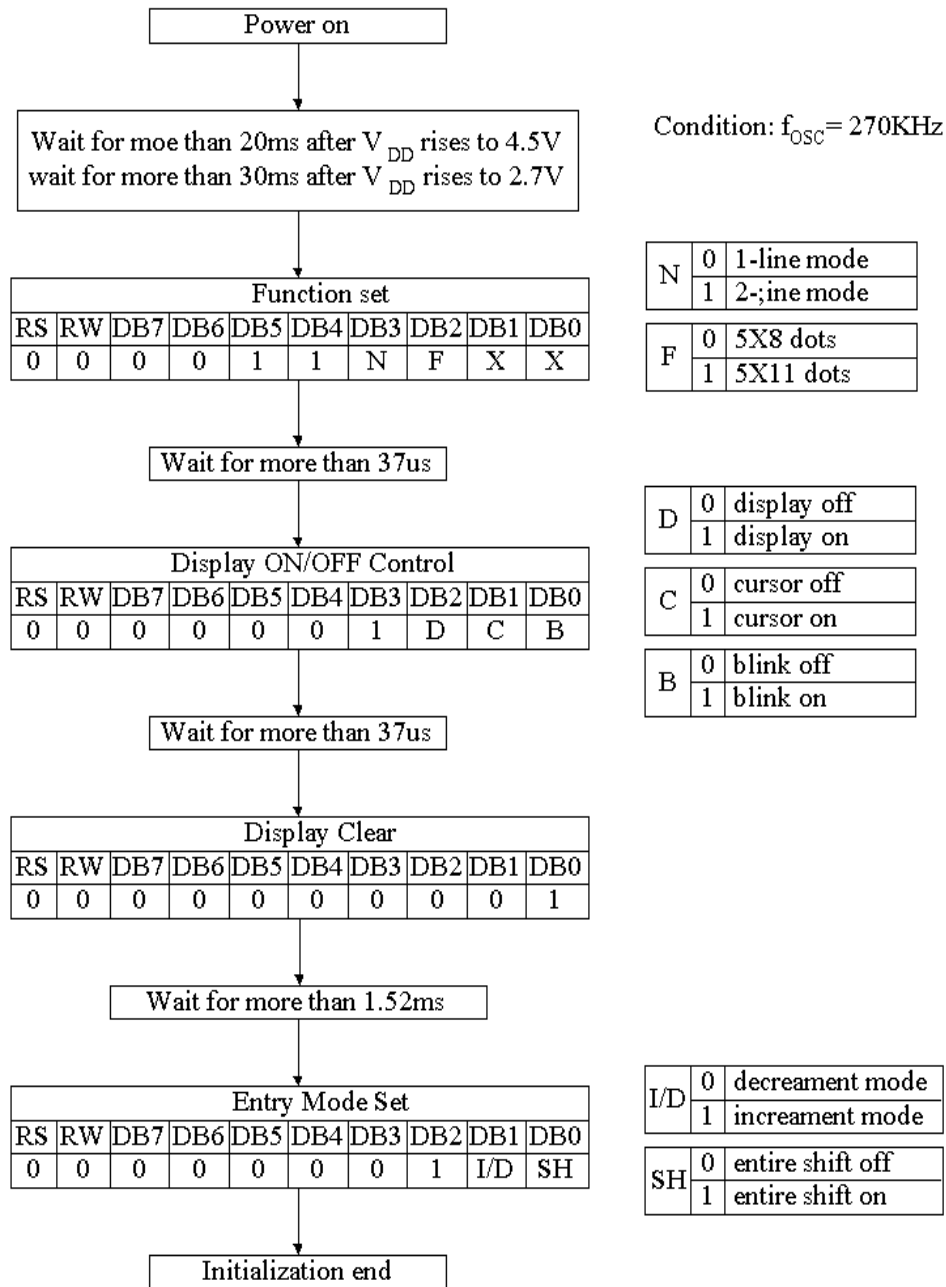 Power on
Wait for moe than 20ms after V DD rises to 4.5V
wait for more than 30ms after V DD rises to 2.7V
Condition: fOSC= 270KHz
Function set
RS RW DB7 DB6 DB5 DB4 DB3 DB2 DB1 DB0
0 0 0 0 1 1 N F X X
N 0 1-line mode
1 2-;ine mode
F 0 5X8 dots
1 5X11 dots
Wait for more than 37us
Display ON/OFF Control
RS RW DB7 DB6 DB5 DB4 DB3 DB2 DB1 DB0
0 0 0 0 0 0 1 D C B
D 0 display off
1 display on
C 0 cursor off
1 cursor on
B 0 blink off
1 blink on
Wait for more than 37us
Display Clear
RS RW DB7 DB6 DB5 DB4 DB3 DB2 DB1 DB0
0 0 0 0 0 0 0 0 0 1
Wait for more than 1.52ms
Entry Mode Set
RS RW DB7 DB6 DB5 DB4 DB3 DB2 DB1 DB0
0 0 0 0 0 0 0 1 I/D SH
I/D 0 decreament mode
1 increament mode
SH 0 entire shift off
1 entire shift on
Initialization end